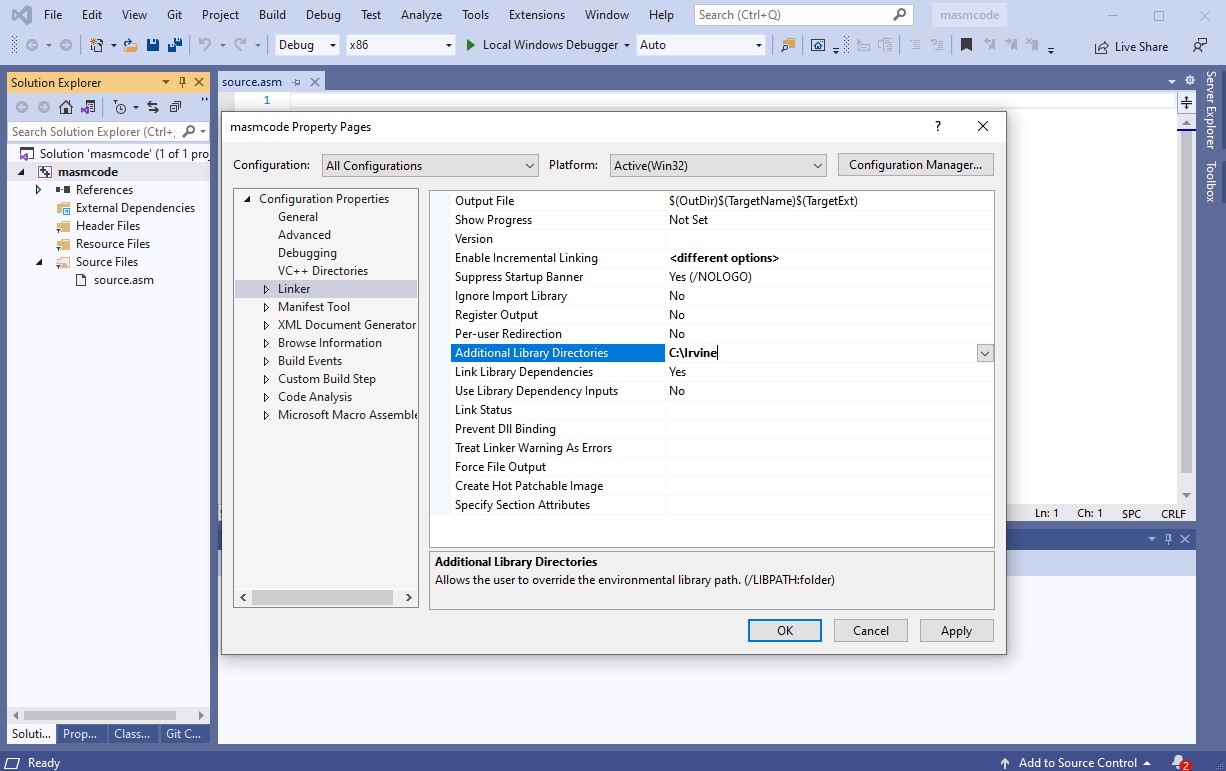 File Edit View Git Project Build Debug Test Analyze Tools Extensions Window Help Search (Ctrl+Q) masmcode
Debug x86 Local Windows Debugger Auto Live Share
Solution Explorer
Search Solution Explorer (Ctrl+;
Solution 'masmcode' (1 of 1 proj
masmcode
References
External Dependencies
Header Files
Resource Files
Source Files
source.asm
source.asm
1
masmcode Property Pages ?
Configuration: All Configurations Platform: Active(Win32) Configuration Manager...
Configuration Properties
General
Advanced
Debugging
VC++ Directories
Linker
Manifest Tool
XML Document Generator
Browse Information
Build Events
Custom Build Step
Code Analysis
Microsoft Macro Assemble
Output File $(OutDir)$(TargetName)$(TargetExt)
Show Progress Not Set
Version
Enable Incremental Linking <different options>
Suppress Startup Banner Yes (/NOLOGO)
Ignore Import Library No
Register Output No
Per-user Redirection No
Additional Library Directories C:\Irvine
Link Library Dependencies Yes
Use Library Dependency Inputs No
Link Status
Prevent Dll Binding
Treat Linker Warning As Errors
Force File Output
Create Hot Patchable Image
Specify Section Attributes
Additional Library Directories
Allows the user to override the environmental library path. (/LIBPATH:folder)
OK Cancel Apply
Server Explorer
Toolbox
Ln: 1 Ch: 1 SPC CRLF
Soluti... Prop... Class... Git C...
Ready Add to Source Control 2